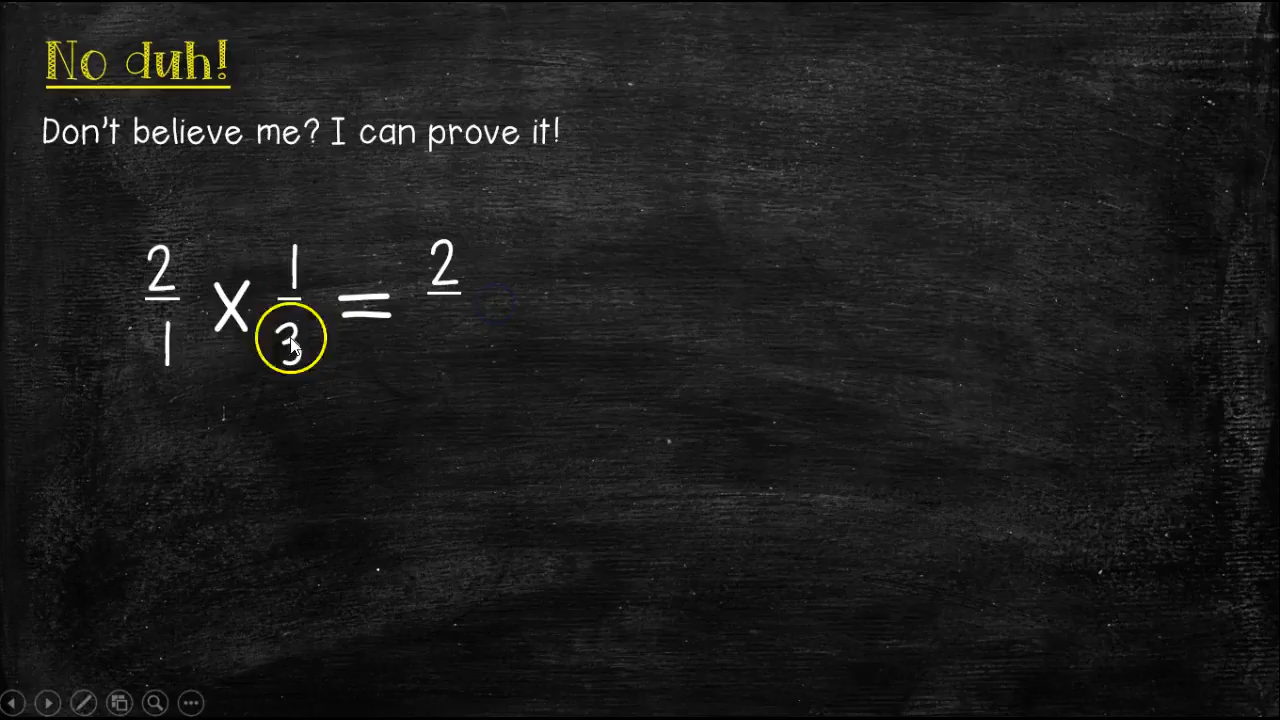 No duh!
Don't believe me? I can prove it!
2 1 2
— X — = —
1 3